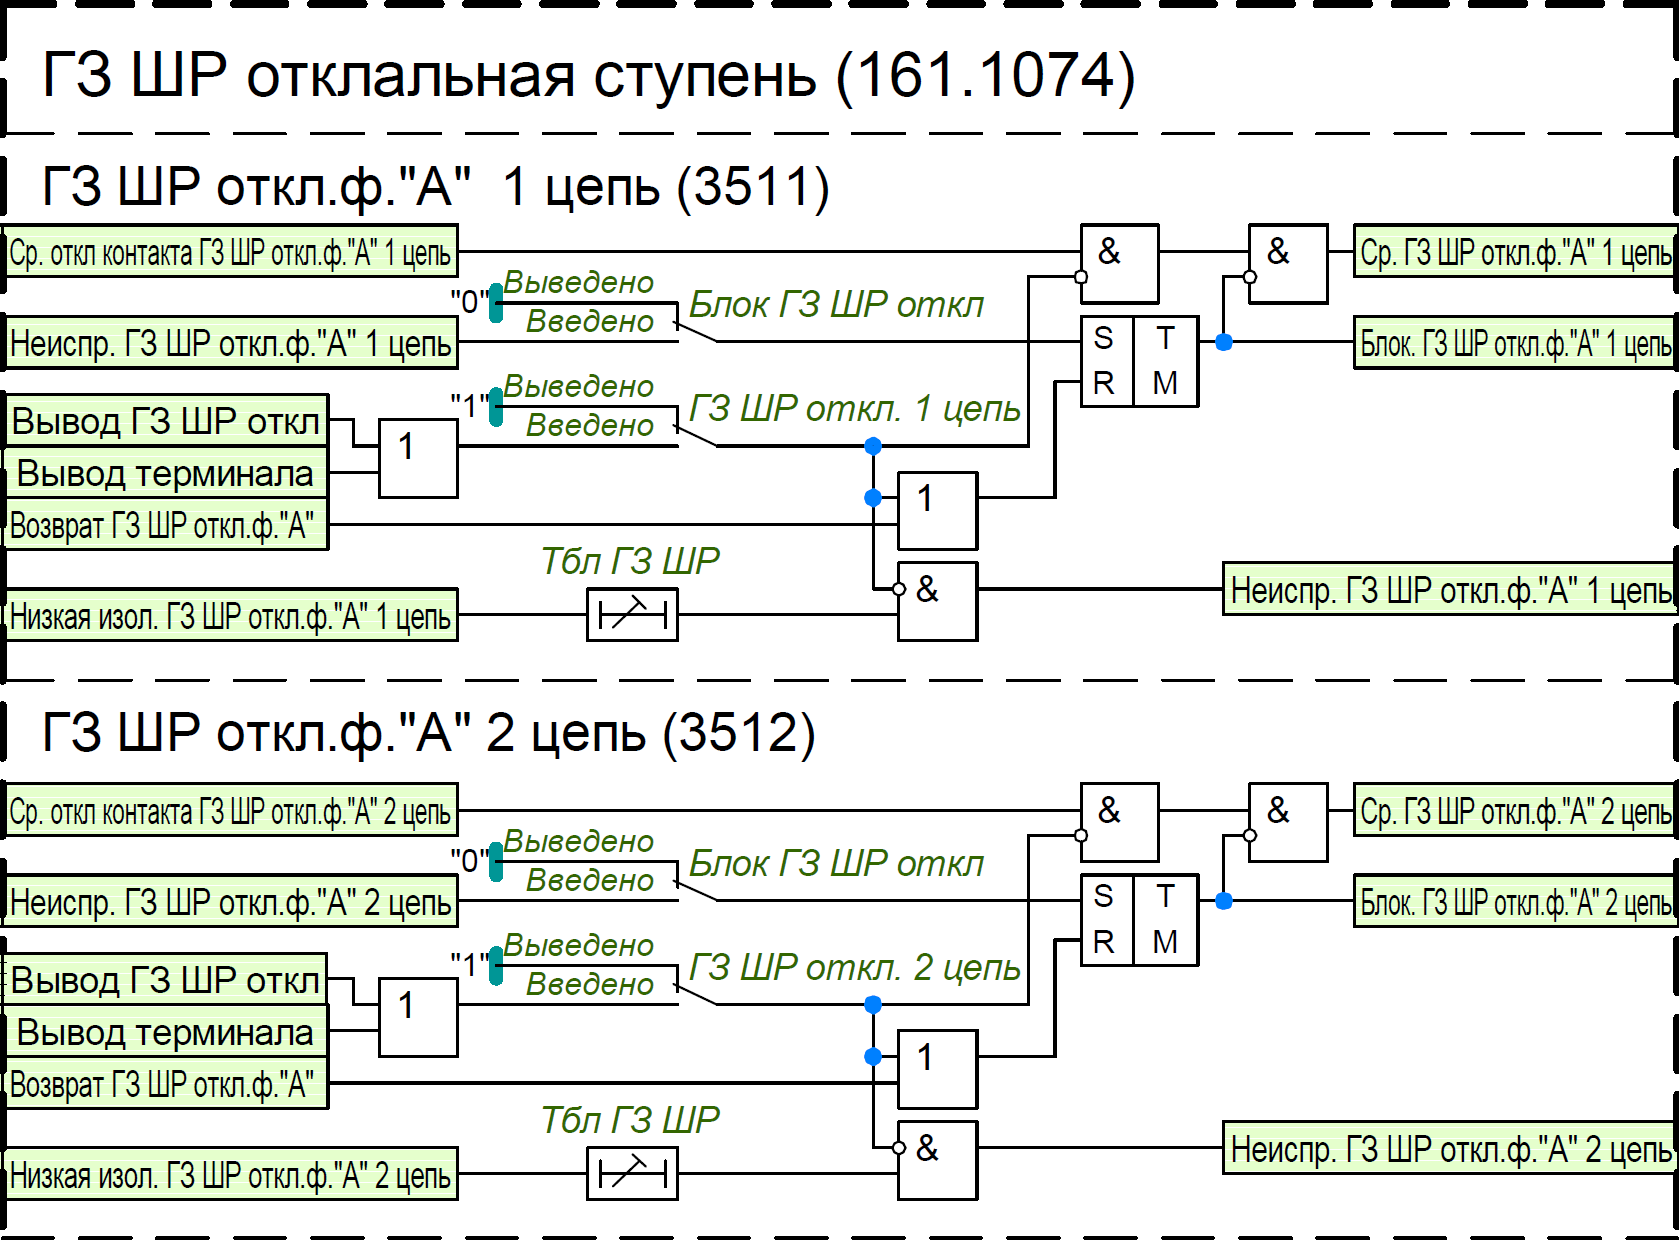 ГЗ ШР отклальная ступень (161.1074)
ГЗ ШР откл.ф."А" 1 цепь (3511)
Ср. откл контакта ГЗ ШР откл.ф."А" 1 цепь
&
&
Ср. ГЗ ШР откл.ф."А" 1 цепь
"0"
Выведено
Введено
Блок ГЗ ШР откл
Неиспр. ГЗ ШР откл.ф."А" 1 цепь
S T
R M
Блок. ГЗ ШР откл.ф."А" 1 цепь
"1"
Выведено
Введено
ГЗ ШР откл. 1 цепь
Вывод ГЗ ШР откл
Вывод терминала
1
Возврат ГЗ ШР откл.ф."А"
1
Тбл ГЗ ШР
&
Неиспр. ГЗ ШР откл.ф."А" 1 цепь
Низкая изол. ГЗ ШР откл.ф."А" 1 цепь
ГЗ ШР откл.ф."А" 2 цепь (3512)
Ср. откл контакта ГЗ ШР откл.ф."А" 2 цепь
&
&
Ср. ГЗ ШР откл.ф."А" 2 цепь
"0"
Выведено
Введено
Блок ГЗ ШР откл
Неиспр. ГЗ ШР откл.ф."А" 2 цепь
S T
R M
Блок. ГЗ ШР откл.ф."А" 2 цепь
"1"
Выведено
Введено
ГЗ ШР откл. 2 цепь
Вывод ГЗ ШР откл
Вывод терминала
1
Возврат ГЗ ШР откл.ф."А"
1
Тбл ГЗ ШР
&
Неиспр. ГЗ ШР откл.ф."А" 2 цепь
Низкая изол. ГЗ ШР откл.ф."А" 2 цепь